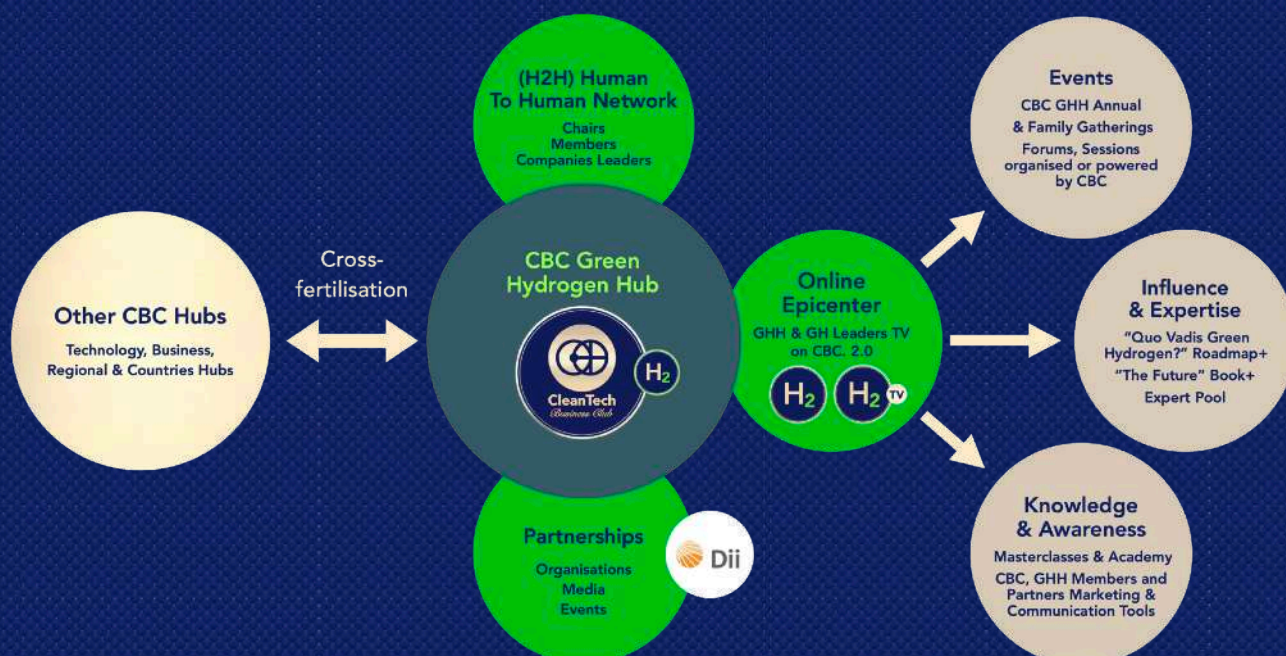 Other CBC Hubs
Technology, Business,
Regional & Countries Hubs
Cross-
fertilisation
(H2H) Human
To Human Network
Chairs
Members
Companies Leaders
CBC Green
Hydrogen Hub
CleanTech
Business Club
H2
Partnerships
Organisations
Media
Events
Dii
Online
Epicenter
GHH & GH Leaders TV
on CBC. 2.0
H2
H2 TV
Events
CBC GHH Annual
& Family Gatherings
Forums, Sessions
organised or powered
by CBC
Influence
& Expertise
"Quo Vadis Green
Hydrogen?" Roadmap+
"The Future" Book+
Expert Pool
Knowledge
& Awareness
Masterclasses & Academy
CBC, GHH Members and
Partners Marketing &
Communication Tools